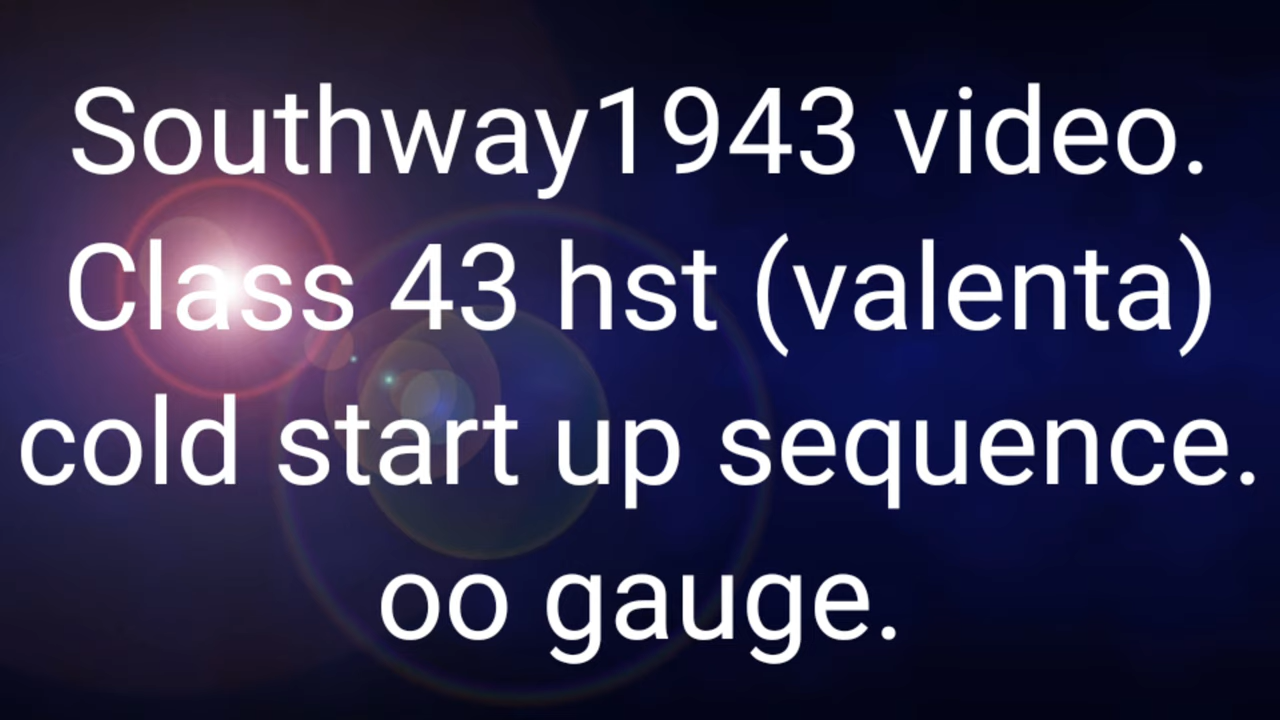 Southway1943 video.
Class 43 hst (valenta)
cold start up sequence.
oo gauge.